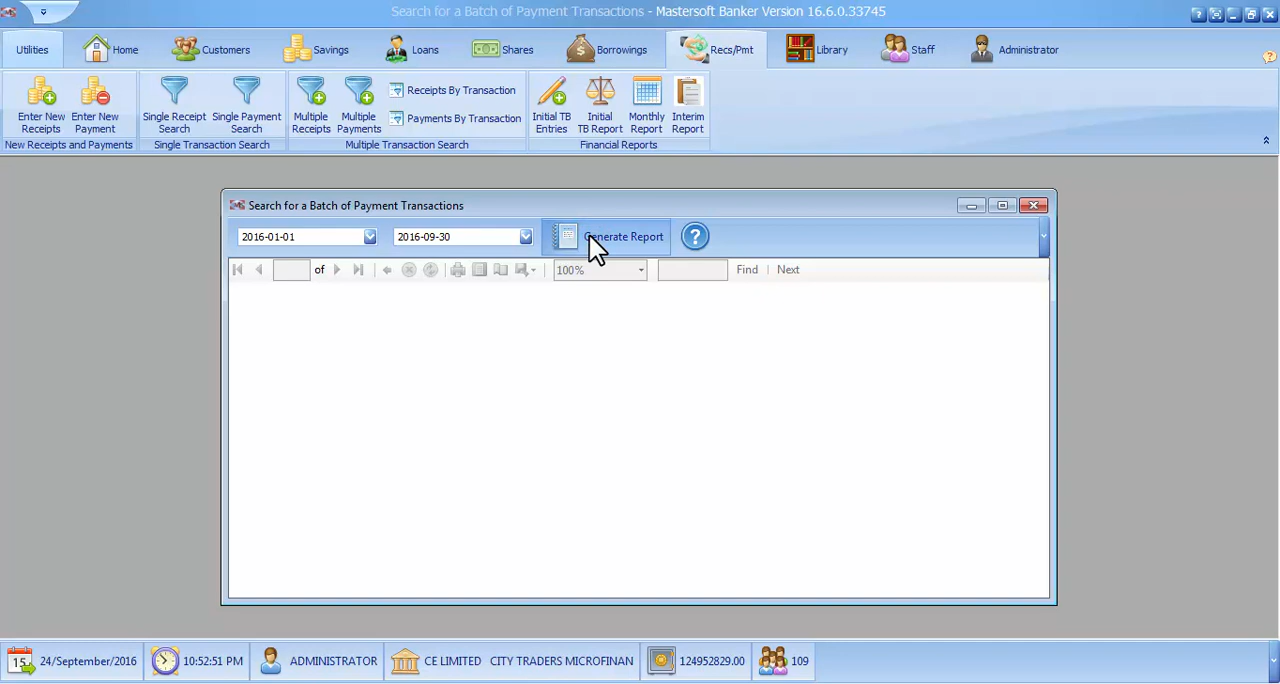 Search for a Batch of Payment Transactions - Mastersoft Banker Version 16.6.0.33745
Utilities Home Customers Savings Loans Shares Borrowings Recs/Pmt Library Staff Administrator
Enter New Receipts
Enter New Payment
New Receipts and Payments
Single Receipt Search
Single Payment Search
Single Transaction Search
Multiple Receipts
Multiple Payments
Receipts By Transaction
Payments By Transaction
Multiple Transaction Search
Initial TB Entries
Initial TB Report
Monthly Report
Interim Report
Financial Reports
Search for a Batch of Payment Transactions
2016-01-01 2016-09-30 Generate Report ?
of 100% Find | Next
15 24/September/2016 10:52:51 PM ADMINISTRATOR CE LIMITED CITY TRADERS MICROFINAN 124952829.00 109